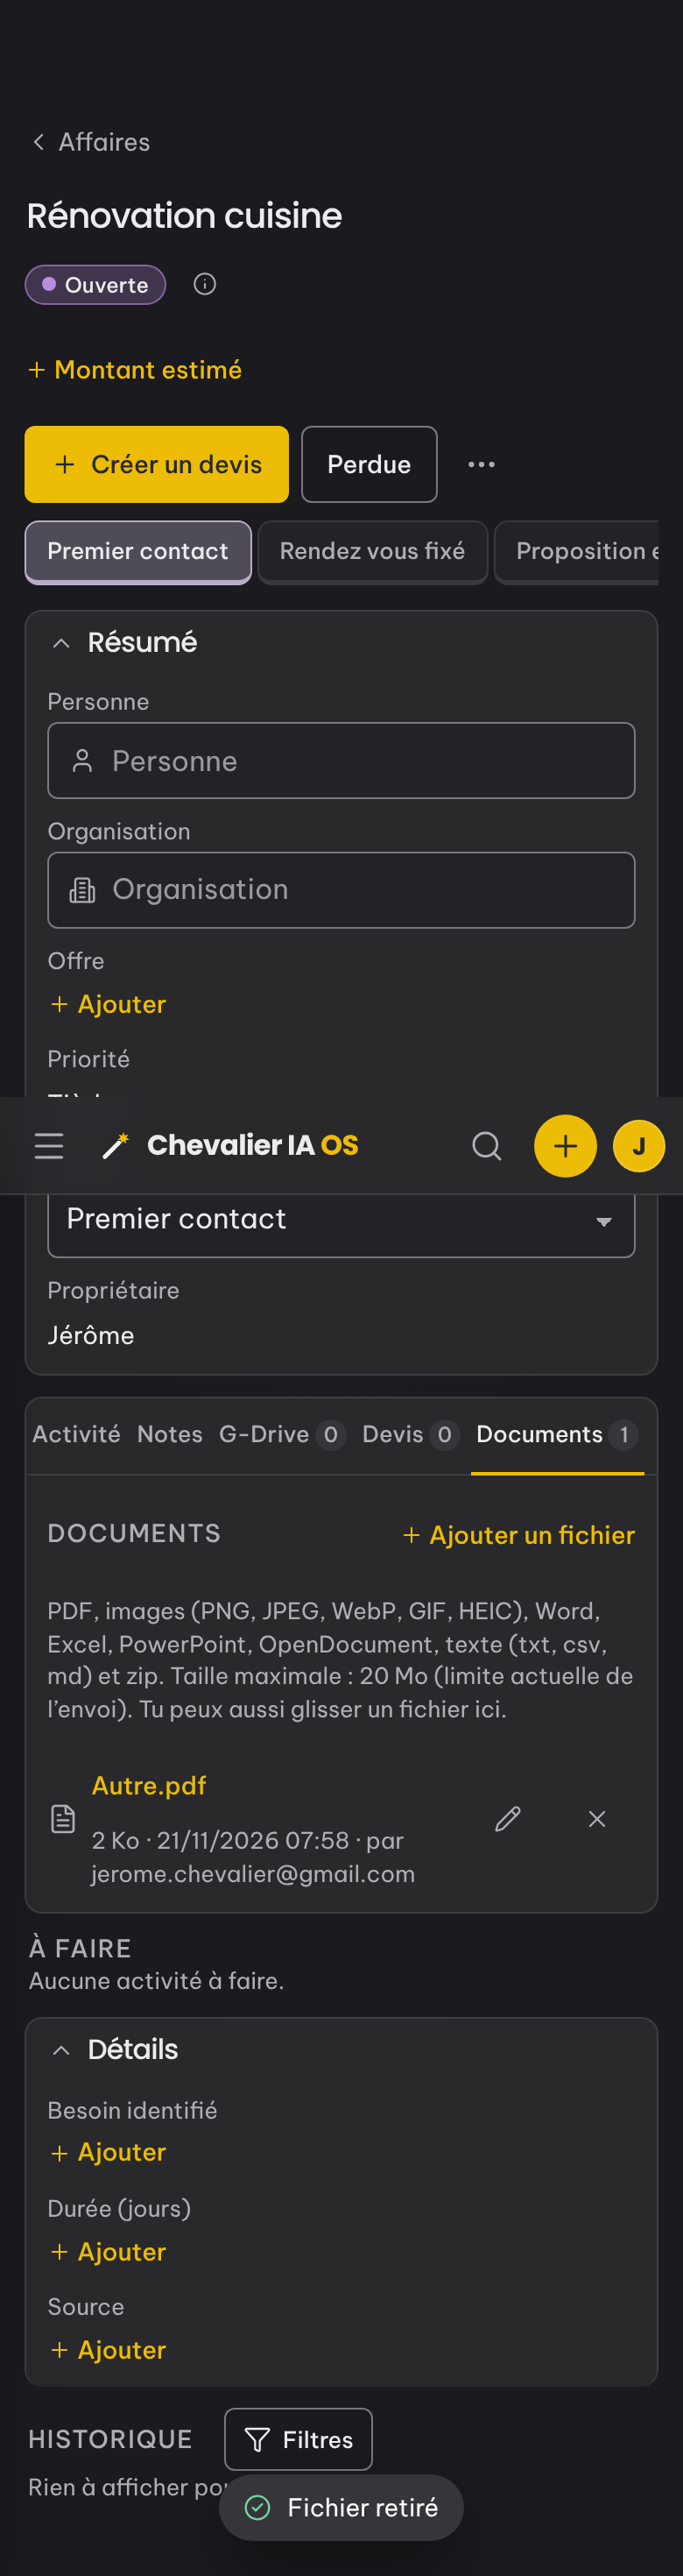 Affaires
Rénovation cuisine
Ouverte
+ Montant estimé
+ Créer un devis
Perdue
Premier contact
Rendez vous fixé
Proposition
Résumé
Personne
Personne
Organisation
Organisation
Offre
+ Ajouter
Priorité
Chevalier IA OS
J
Premier contact
Propriétaire
Jérôme
Activité
Notes
G-Drive 0
Devis 0
Documents 1
DOCUMENTS
+ Ajouter un fichier
PDF, images (PNG, JPEG, WebP, GIF, HEIC), Word,
Excel, PowerPoint, OpenDocument, texte (txt, csv,
md) et zip. Taille maximale : 20 Mo (limite actuelle de
l’envoi). Tu peux aussi glisser un fichier ici.
Autre.pdf
2 Ko · 21/11/2026 07:58 · par
jerome.chevalier@gmail.com
À FAIRE
Aucune activité à faire.
Détails
Besoin identifié
+ Ajouter
Durée (jours)
+ Ajouter
Source
+ Ajouter
HISTORIQUE
Filtres
Rien à afficher
Fichier retiré